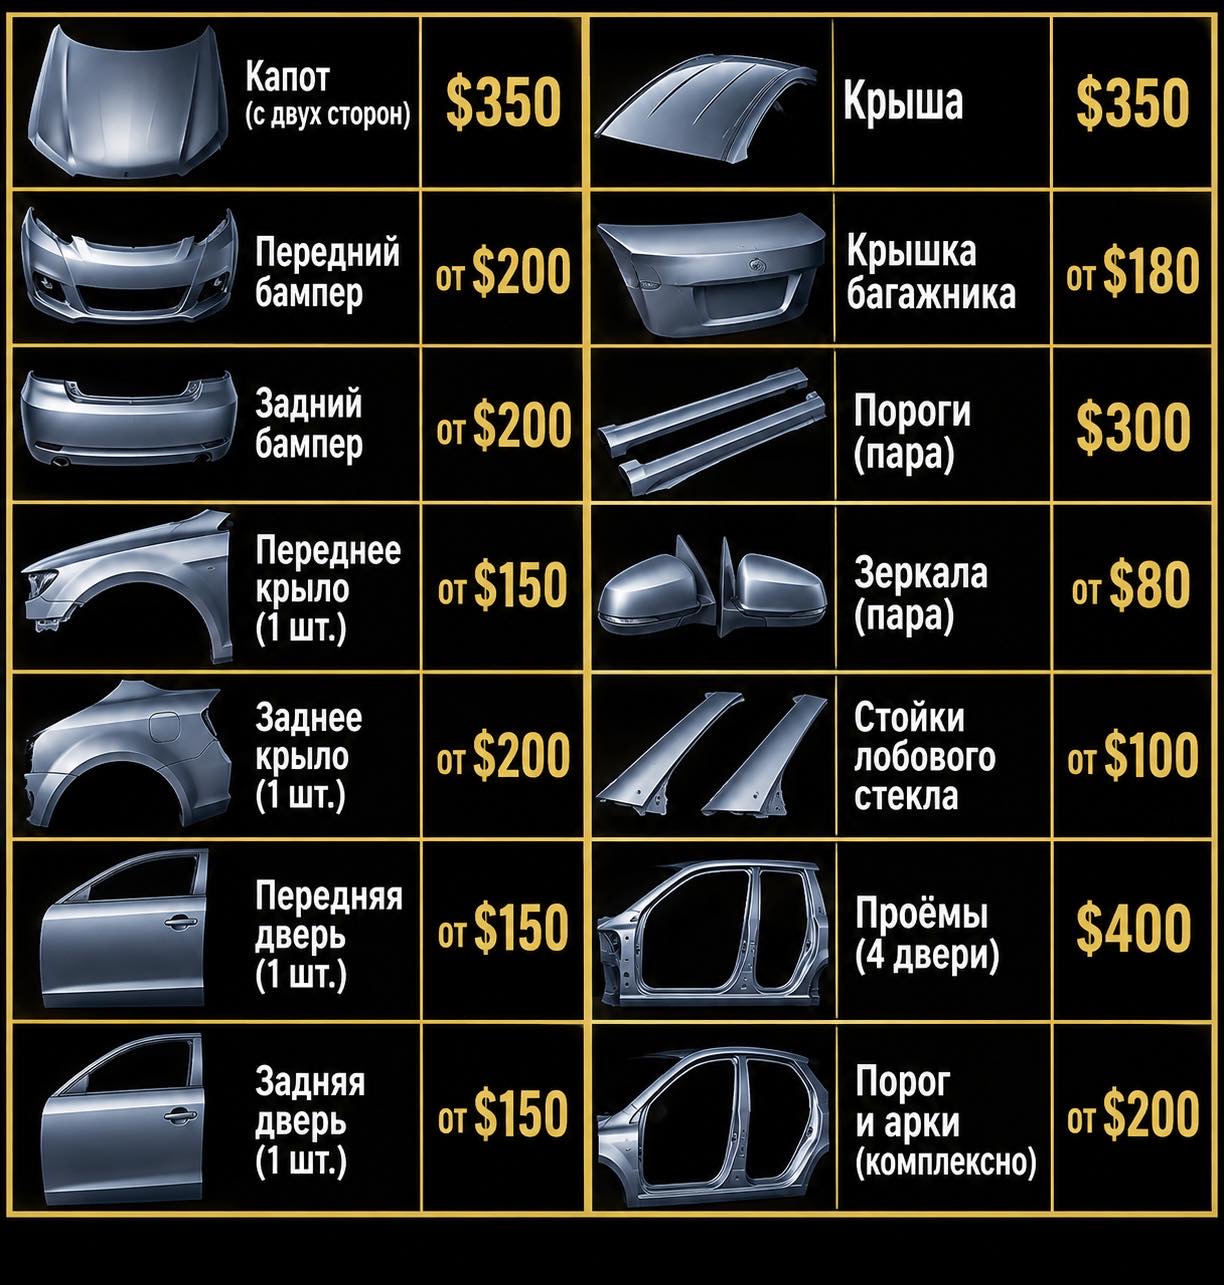 Капот
(с двух сторон)
$350
Крыша
$350
Передний
бампер
от $200
Крышка
багажника
от $180
Задний
бампер
от $200
Пороги
(пара)
$300
Переднее
крыло
(1 шт.)
от $150
Зеркала
(пара)
от $80
Заднее
крыло
(1 шт.)
от $200
Стойки
лобового
стекла
от $100
Передняя
дверь
(1 шт.)
от $150
Проёмы
(4 двери)
$400
Задняя
дверь
(1 шт.)
от $150
Порог
и арки
(комплексно)
от $200